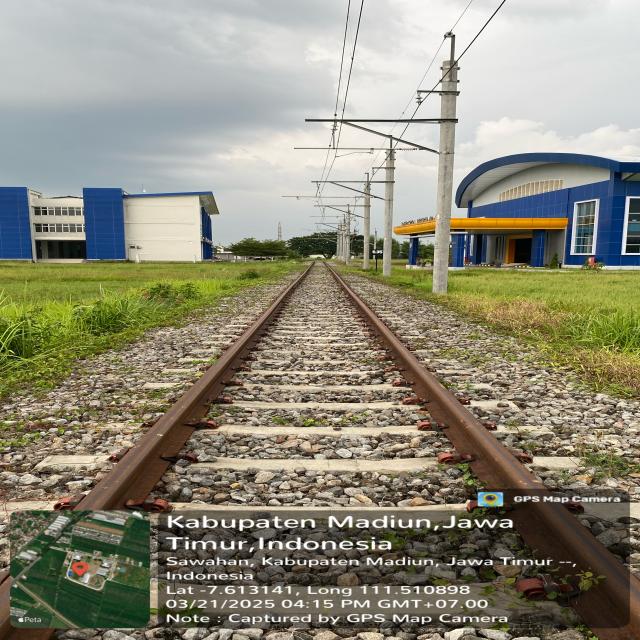 GPS Map Camera
Kabupaten Madiun,Jawa
Timur,Indonesia
Sawahan, Kabupaten Madiun, Jawa Timur --,
Indonesia
Lat -7.613141, Long 111.510898
03/21/2025 04:15 PM GMT+07.00
Note : Captured by GPS Map Camera
Peta